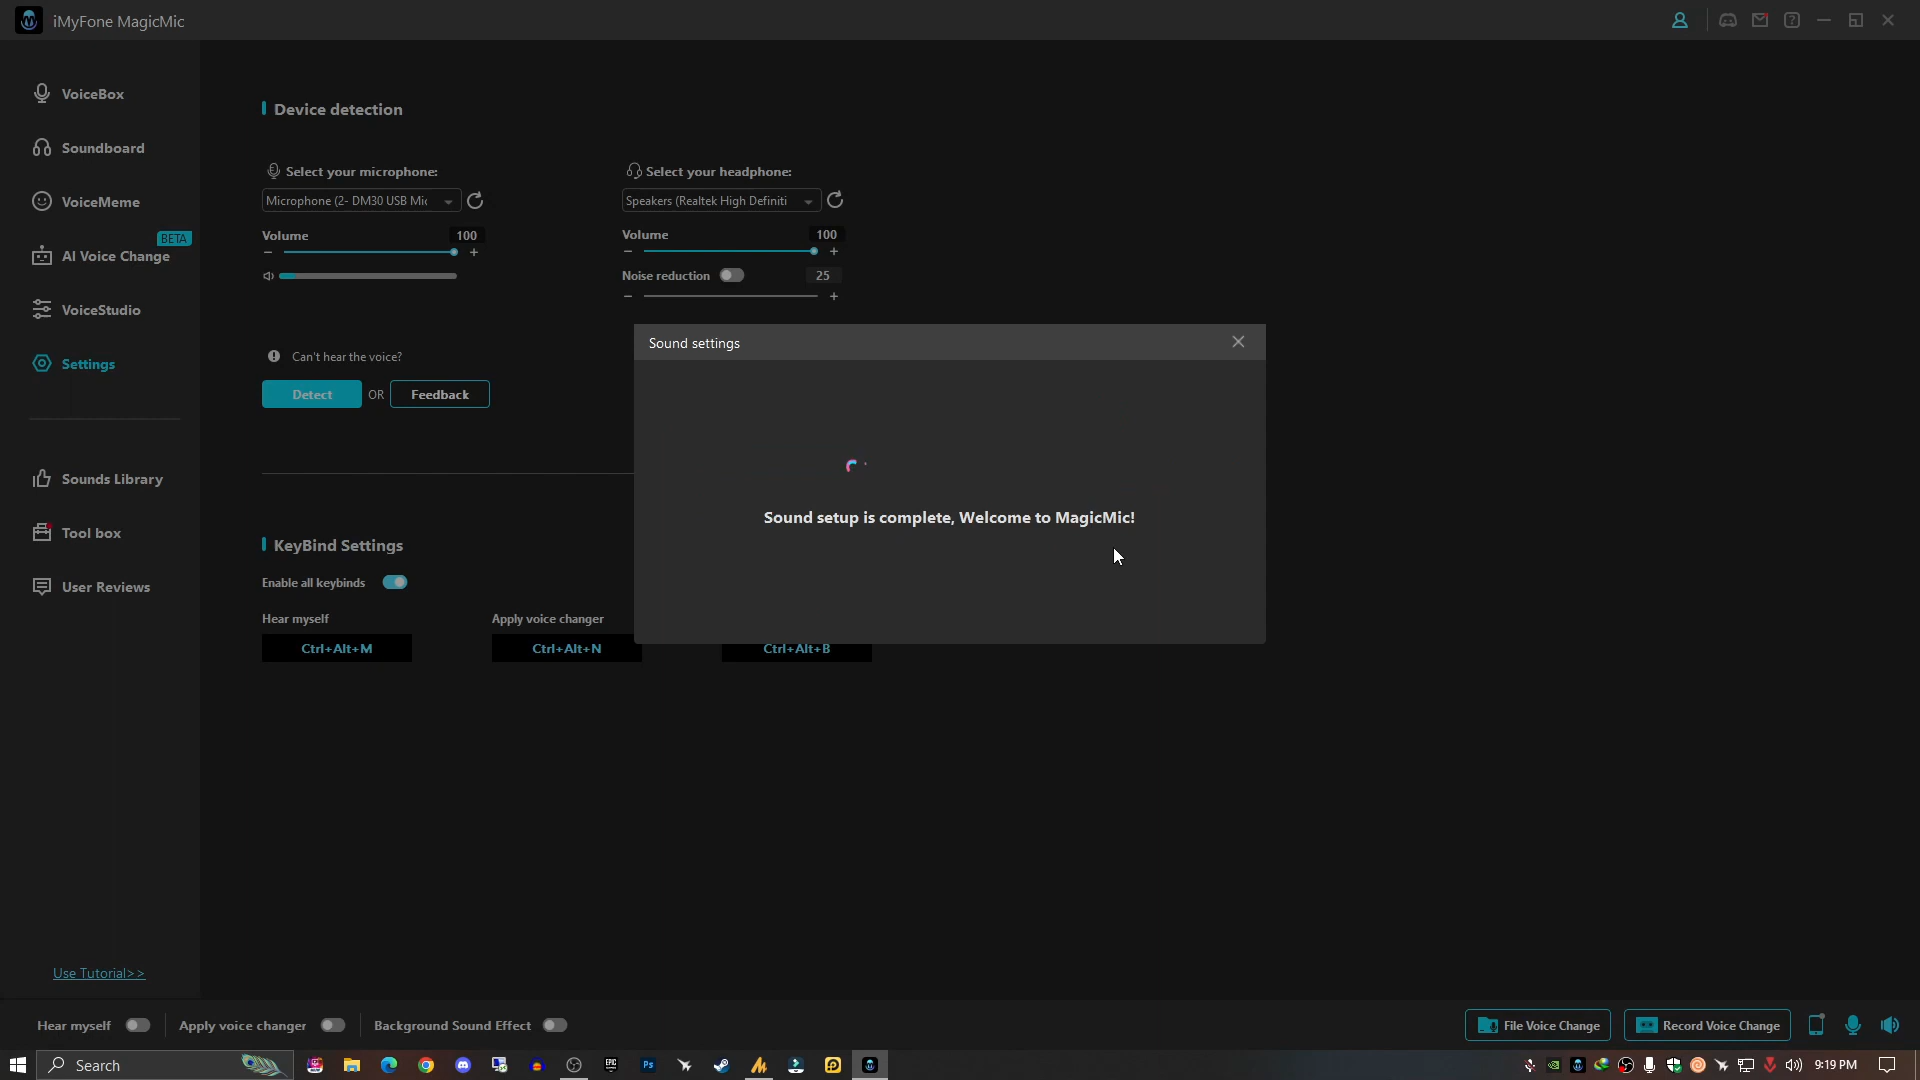 iMyFone MagicMic
VoiceBox
Soundboard
VoiceMeme
BETA
AI Voice Change
VoiceStudio
Settings
Sounds Library
Tool box
User Reviews
Use Tutorial>>
Device detection
Select your microphone:
Microphone (2- DM30 USB Mic
Volume
100
Select your headphone:
Speakers (Realtek High Definiti
Volume
100
Noise reduction
25
Can't hear the voice?
Detect
OR
Feedback
Sound settings
Sound setup is complete, Welcome to MagicMic!
KeyBind Settings
Enable all keybinds
Hear myself
Apply voice changer
Ctrl+Alt+M
Ctrl+Alt+N
Ctrl+Alt+B
Hear myself
Apply voice changer
Background Sound Effect
File Voice Change
Record Voice Change
Search
EPIC
Ps
9:19 PM